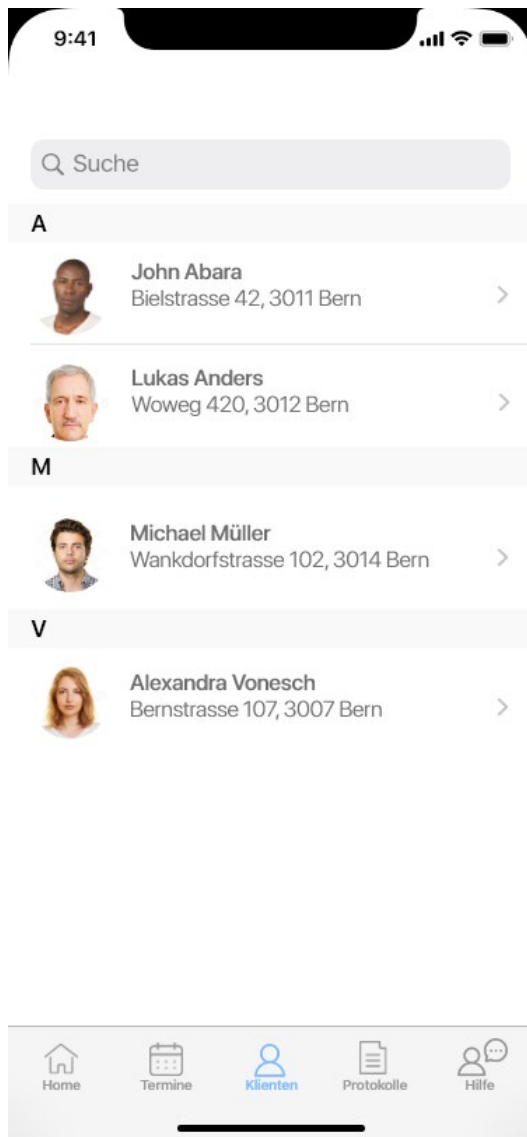 9:41
Suche
A
John Abara
Bielstrasse 42, 3011 Bern
Lukas Anders
Woweg 420, 3012 Bern
M
Michael Müller
Wankdorfstrasse 102, 3014 Bern
V
Alexandra Vonesch
Bernstrasse 107, 3007 Bern
Home Termine Klienten Protokolle Hilfe